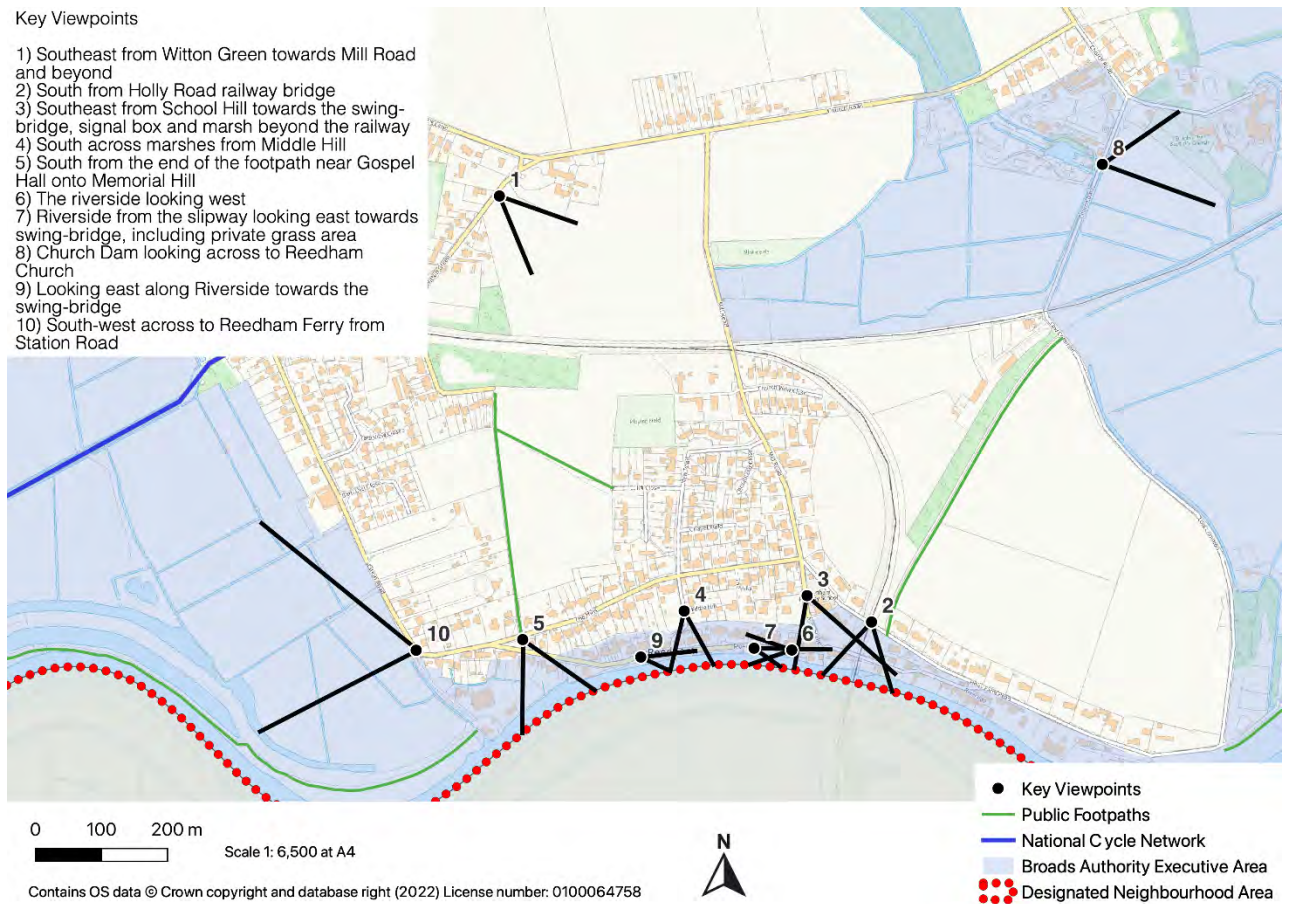 Key Viewpoints
1) Southeast from Witton Green towards Mill Road
and beyond
2) South from Holly Road railway bridge
3) Southeast from School Hill towards the swing-
bridge, signal box and marsh beyond the railway
4) South across marshes from Middle Hill
5) South from the end of the footpath near Gospel
Hall onto Memorial Hill
6) The riverside looking west
7) Riverside from the slipway looking east towards
swing-bridge, including private grass area
8) Church Dam looking across to Reedham
Church
9) Looking east along Riverside towards the
swing-bridge
10) South-west across to Reedham Ferry from
Station Road
1
8
3
4
2
5
7
6
9
10
Key Viewpoints
Public Footpaths
National Cycle Network
Broads Authority Executive Area
Designated Neighbourhood Area
0 100 200 m
Scale 1: 6,500 at A4
N
Contains OS data © Crown copyright and database right (2022) License number: 0100064758